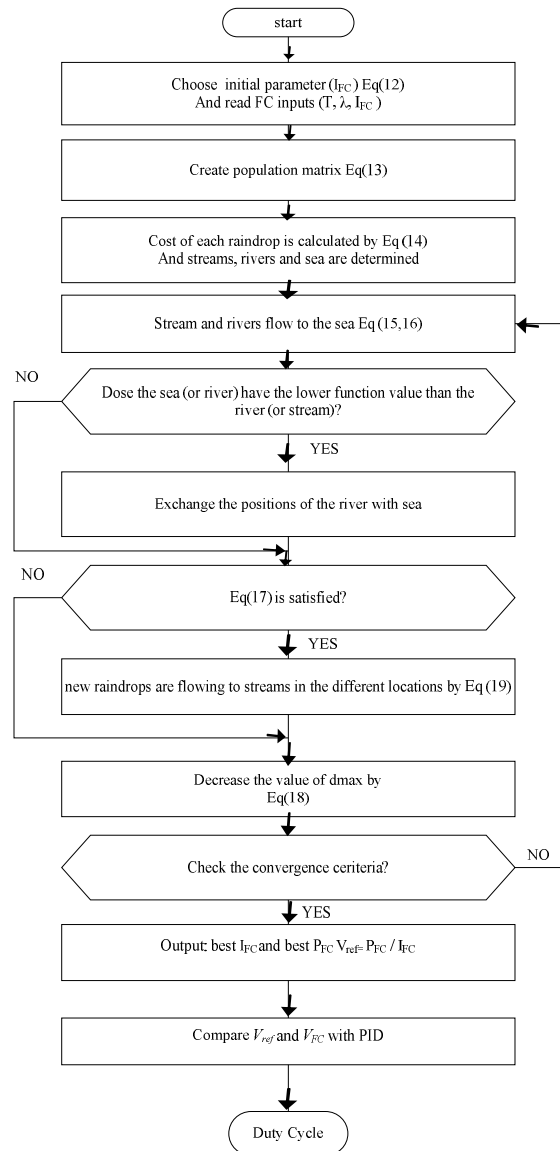 start
Choose initial parameter (IFC) Eq(12)
And read FC inputs (T, λ, IFC)
Create population matrix Eq(13)
Cost of each raindrop is calculated by Eq (14)
And streams, rivers and sea are determined
Stream and rivers flow to the sea Eq (15,16)
NO
Dose the sea (or river) have the lower function value than the
river (or stream)?
YES
Exchange the positions of the river with sea
NO
Eq(17) is satisfied?
YES
new raindrops are flowing to streams in the different locations by Eq (19)
Decrease the value of dmax by
Eq(18)
Check the convergence ceriteria?
NO
YES
Output: best IFC and best PFC Vref= PFC / IFC
Compare Vref and VFC with PID
Duty Cycle